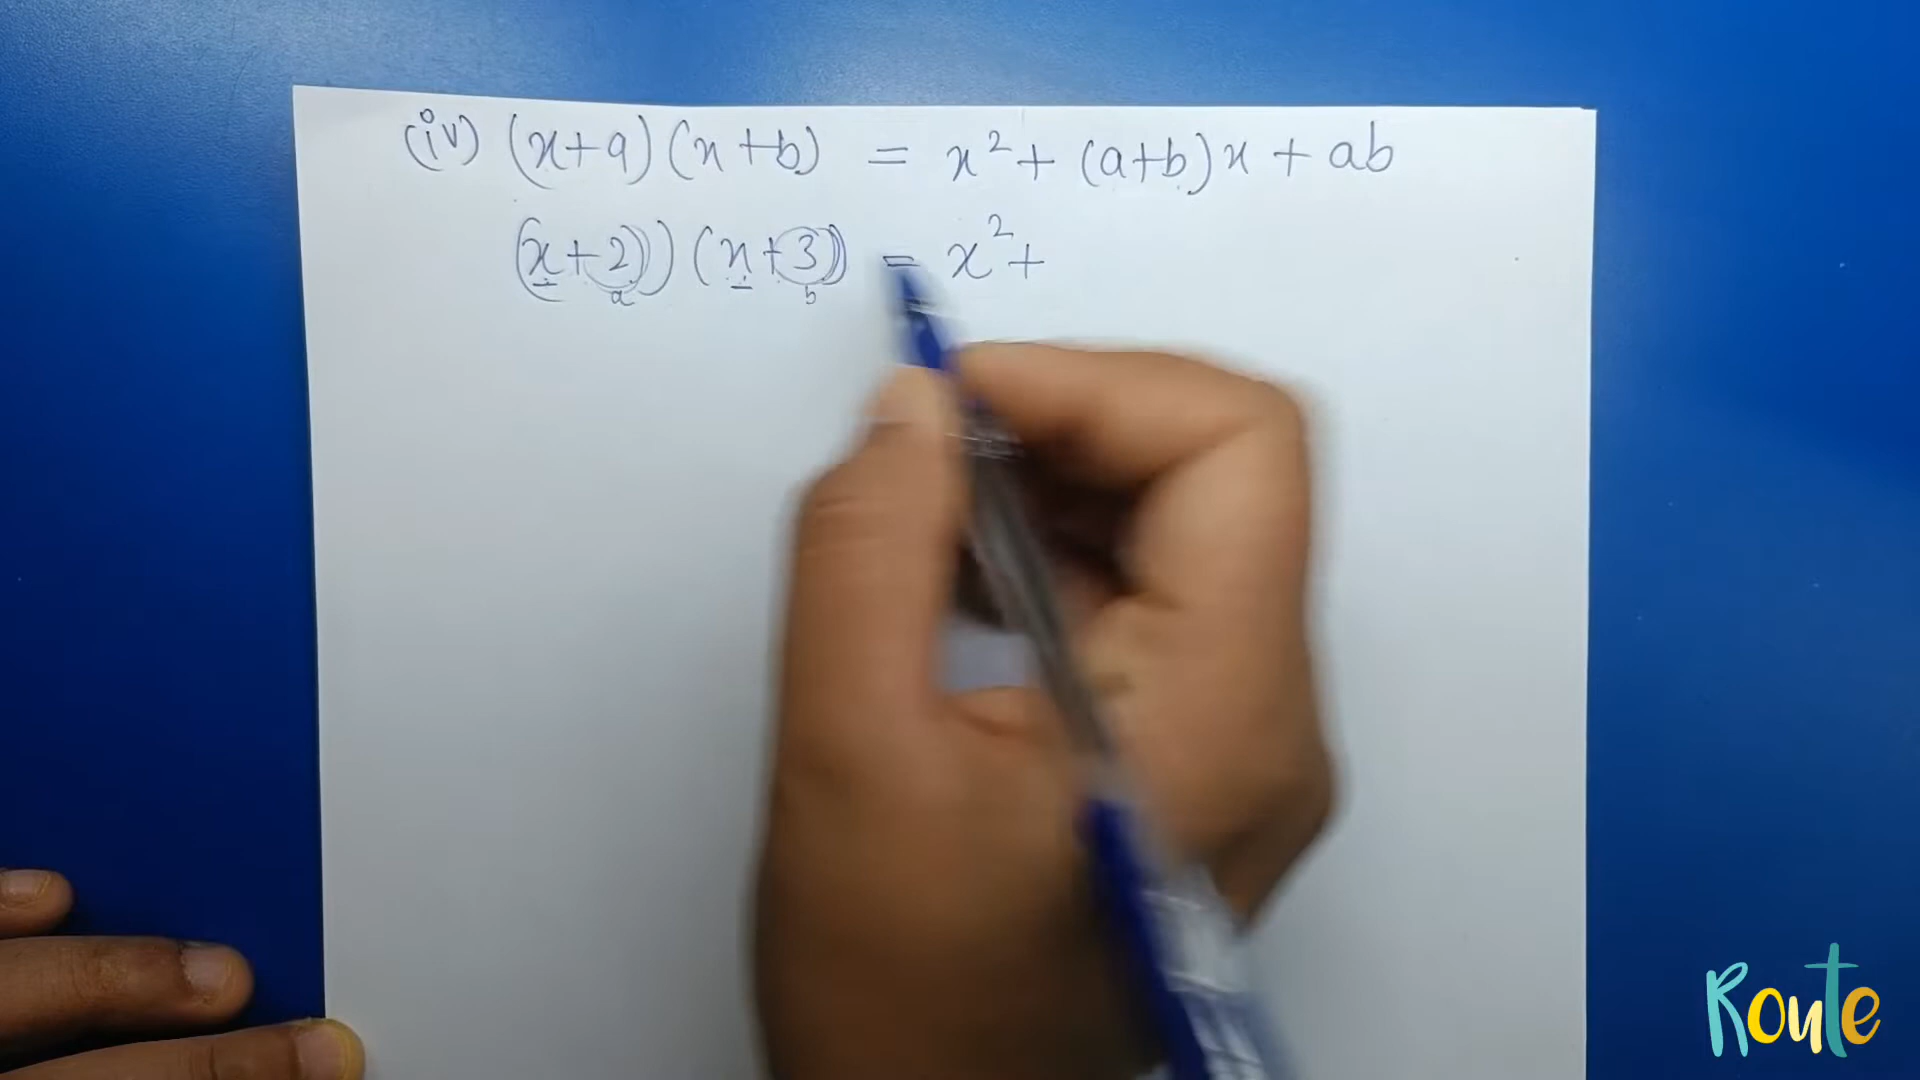 (iv) (x+a)(x+b) = x² + (a+b)x + ab
(x+2))(x+3)) = x² +
a b
Route